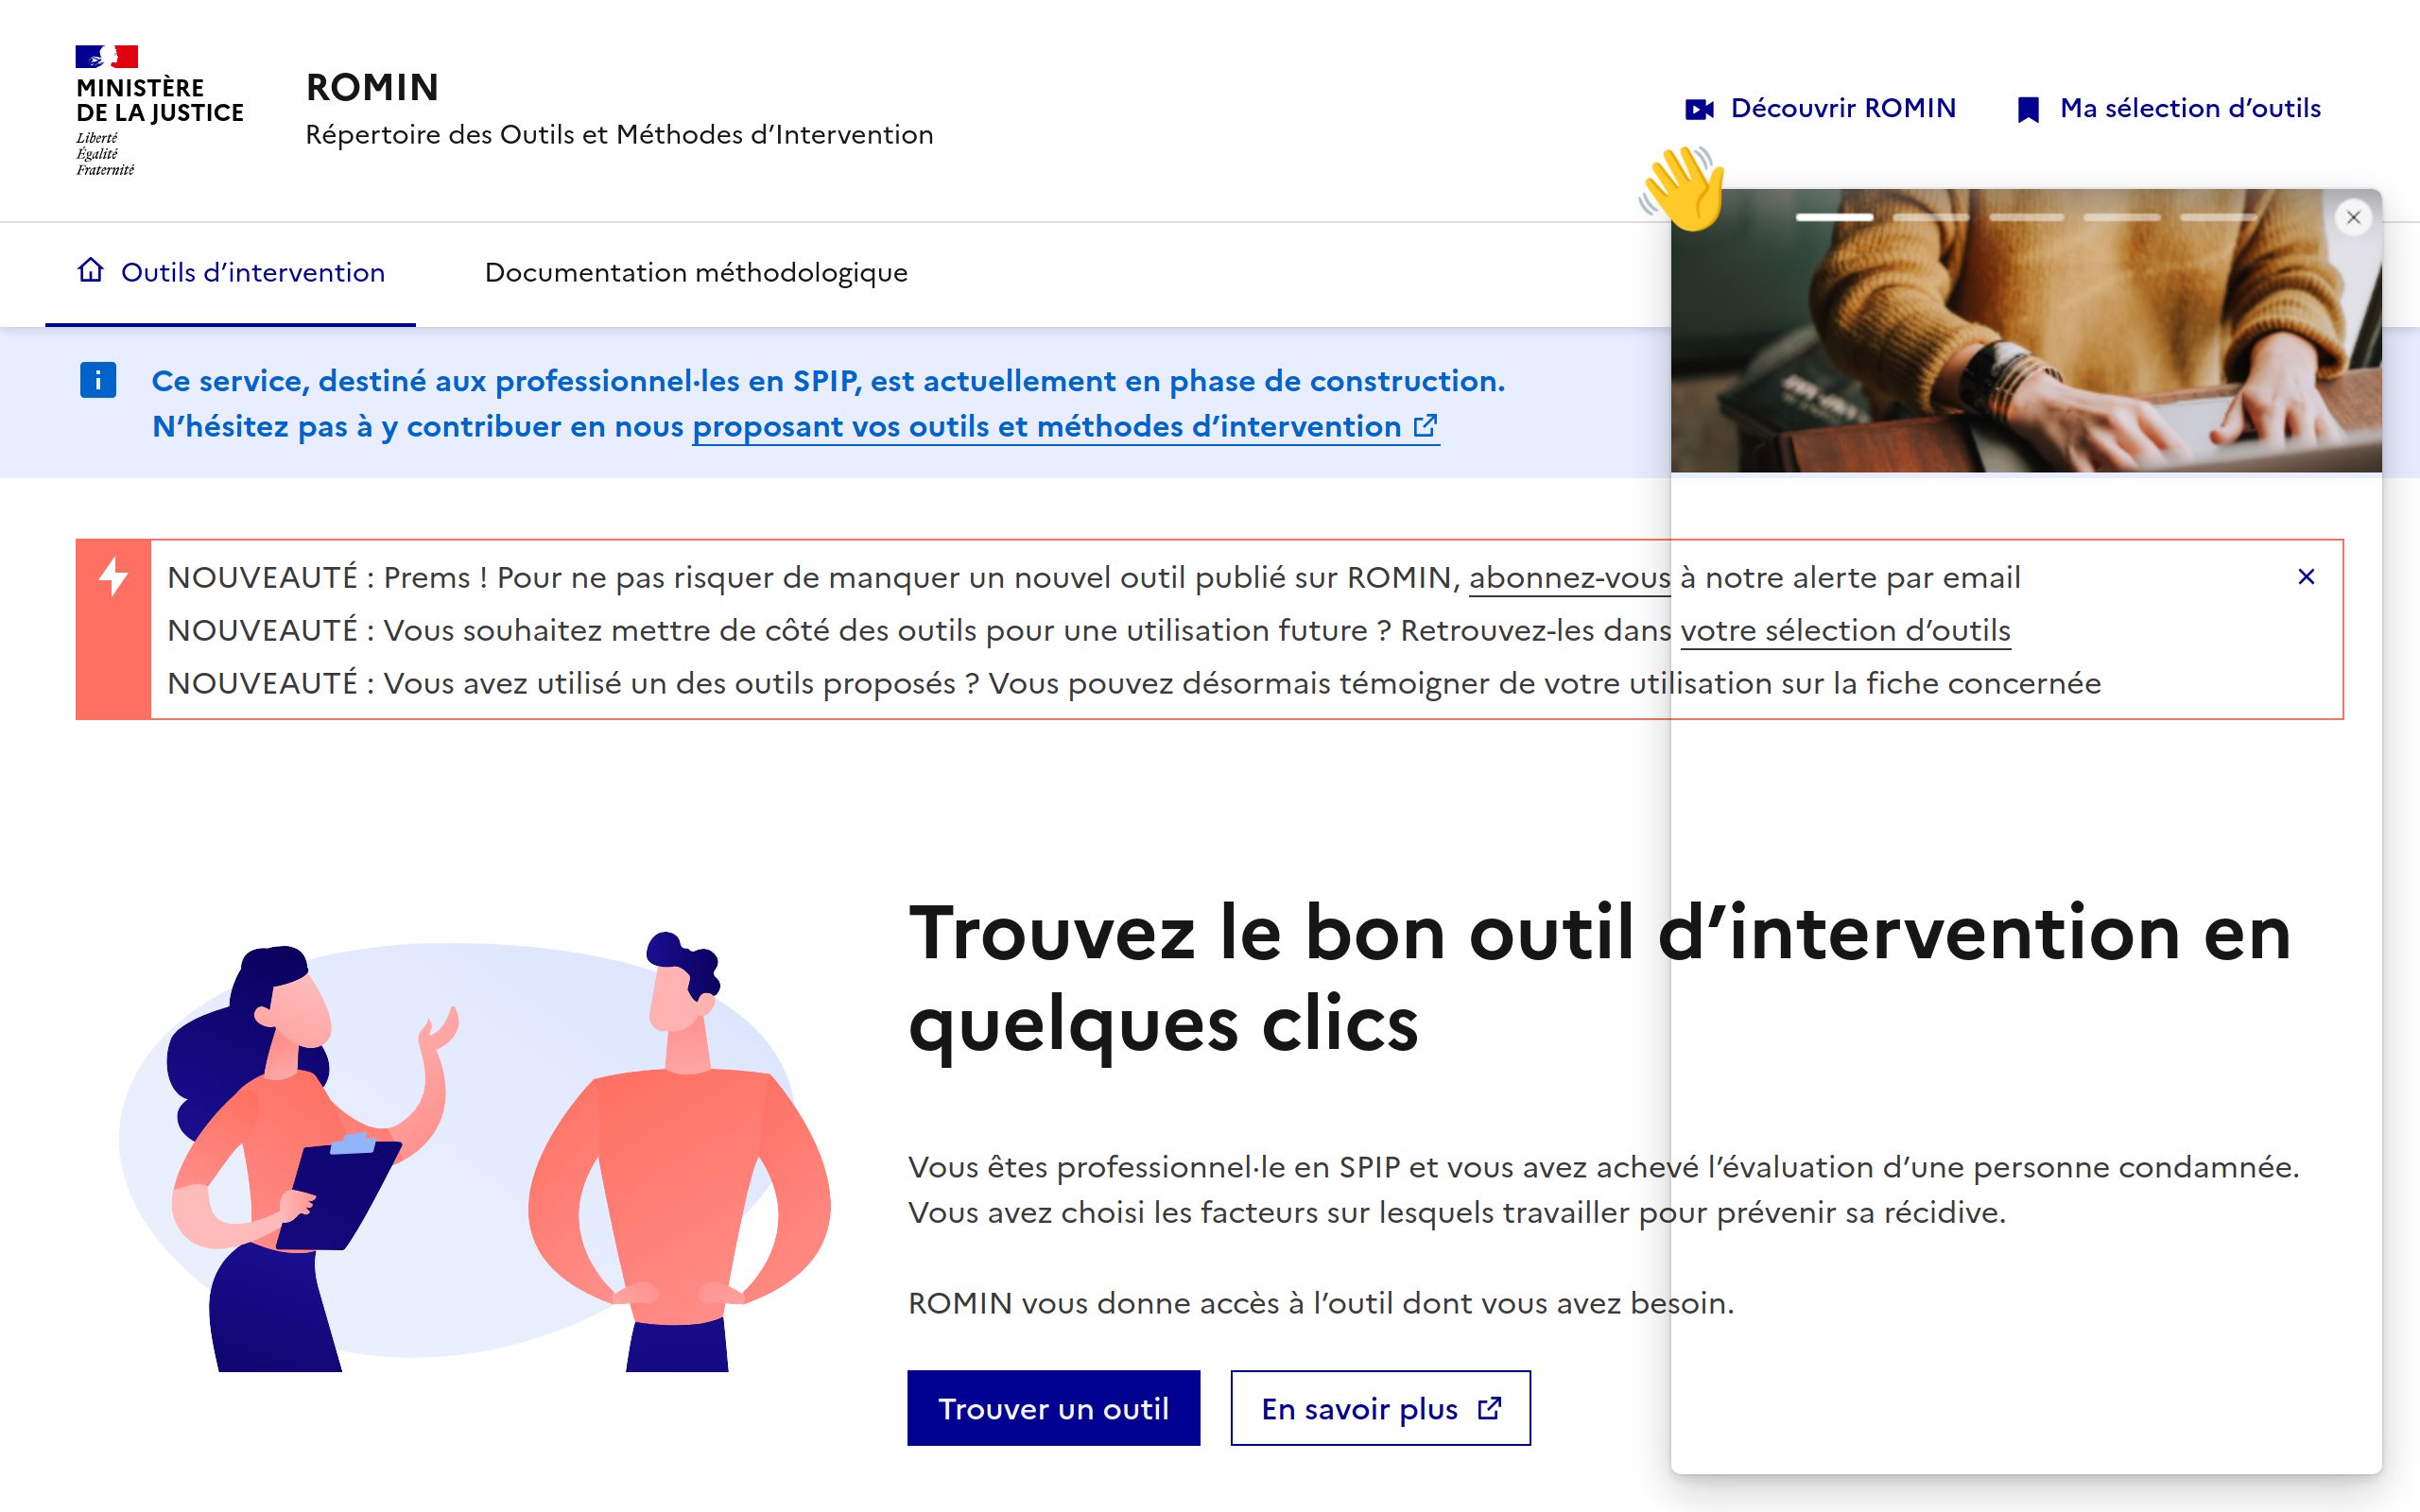 MINISTÈRE
DE LA JUSTICE
Liberté
Égalité
Fraternité
ROMIN
Répertoire des Outils et Méthodes d’Intervention
Découvrir ROMIN
Ma sélection d’outils
Outils d’intervention
Documentation méthodologique
Ce service, destiné aux professionnel·les en SPIP, est actuellement en phase de construction.
N’hésitez pas à y contribuer en nous proposant vos outils et méthodes d’intervention
NOUVEAUTÉ : Prems ! Pour ne pas risquer de manquer un nouvel outil publié sur ROMIN, abonnez-vous à notre alerte par email
NOUVEAUTÉ : Vous souhaitez mettre de côté des outils pour une utilisation future ? Retrouvez-les dans votre sélection d’outils
NOUVEAUTÉ : Vous avez utilisé un des outils proposés ? Vous pouvez désormais témoigner de votre utilisation sur la fiche concernée
Trouvez le bon outil d’intervention en
quelques clics
Vous êtes professionnel·le en SPIP et vous avez achevé l’évaluation d’une personne condamnée.
Vous avez choisi les facteurs sur lesquels travailler pour prévenir sa récidive.
ROMIN vous donne accès à l’outil dont vous avez besoin.
Trouver un outil
En savoir plus